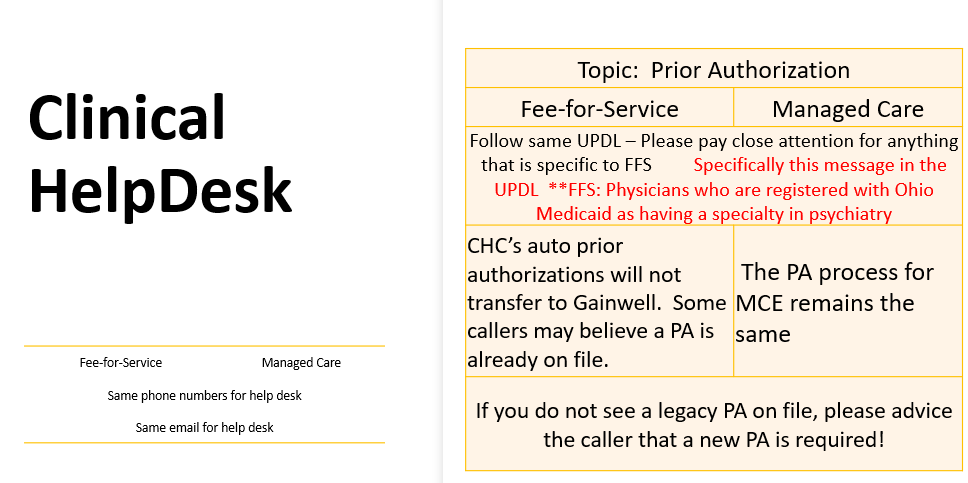 Clinical
HelpDesk
Fee-for-Service Managed Care
Same phone numbers for help desk
Same email for help desk
Topic:  Prior Authorization
Fee-for-Service Managed Care
Follow same UPDL – Please pay close attention for anything
that is specific to FFS Specifically this message in the
UPDL  **FFS: Physicians who are registered with Ohio
Medicaid as having a specialty in psychiatry
CHC’s auto prior
authorizations will not
transfer to Gainwell.  Some
callers may believe a PA is
already on file.
The PA process for
MCE remains the
same
If you do not see a legacy PA on file, please advice
the caller that a new PA is required!